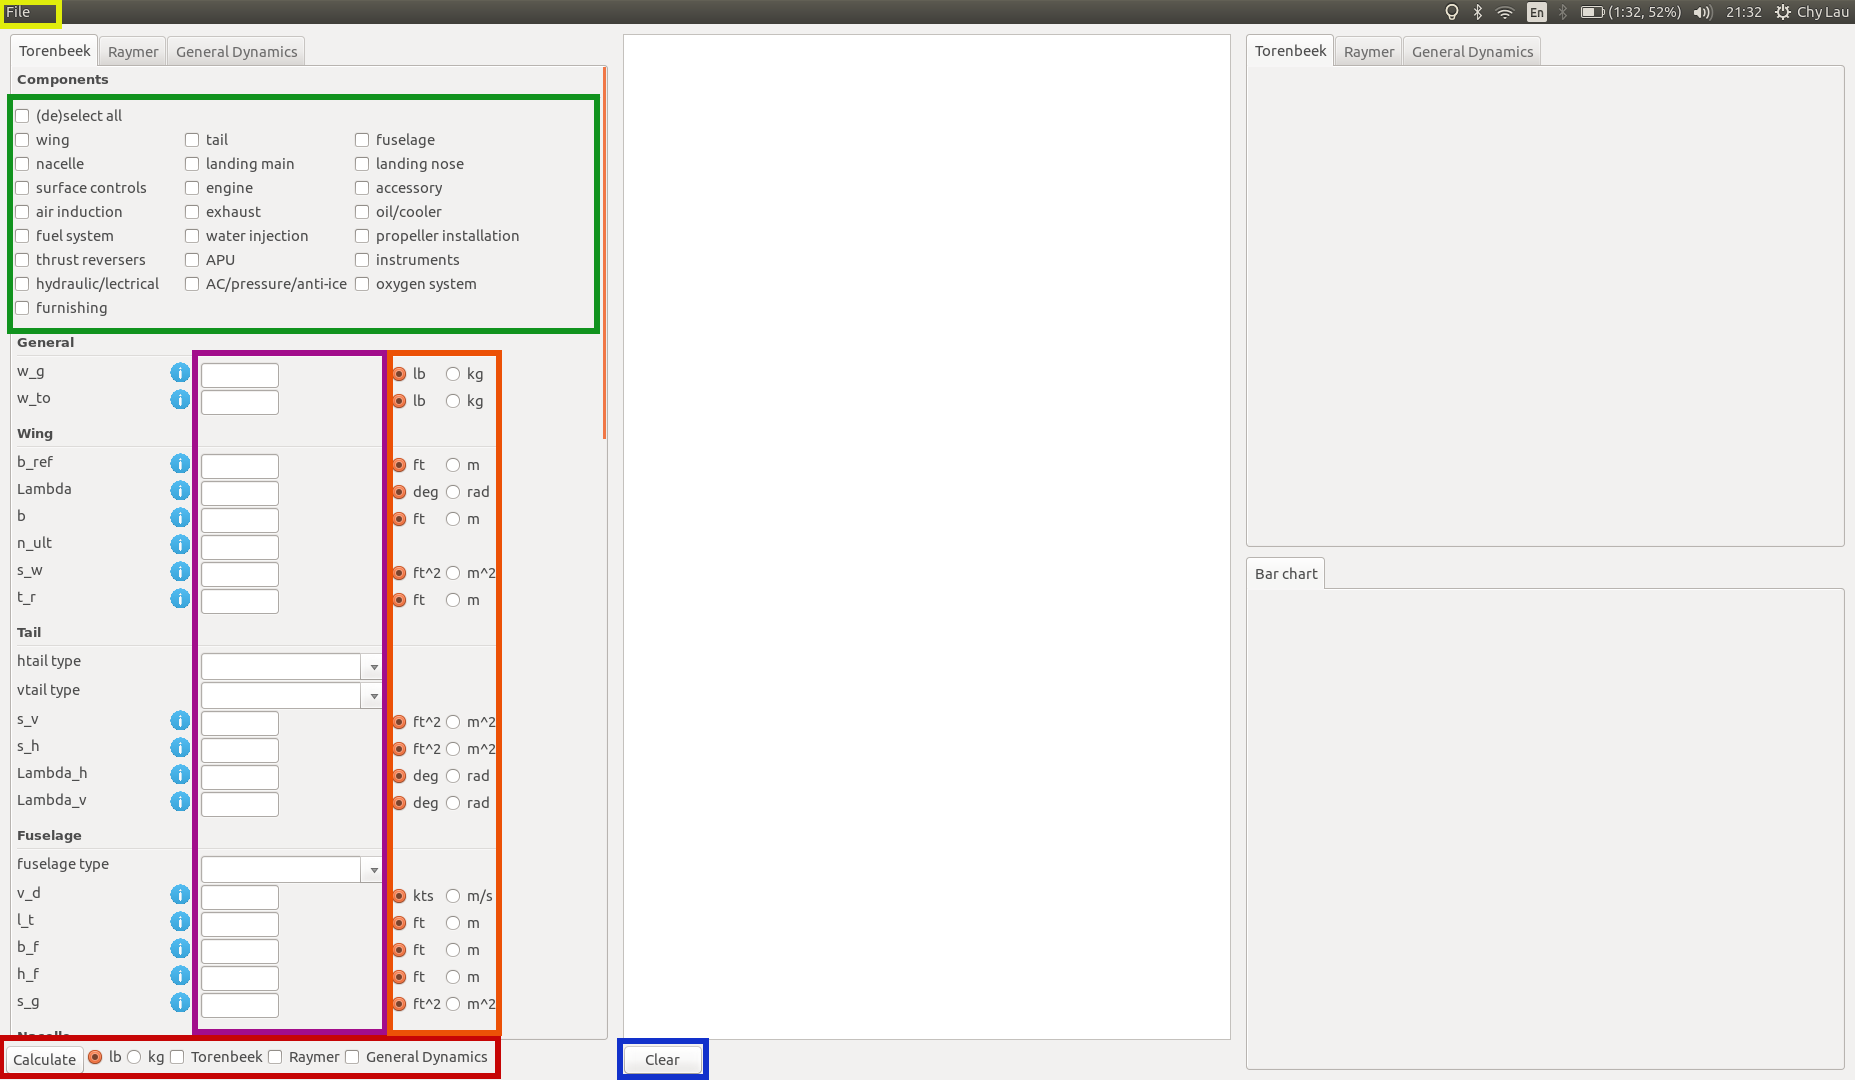 File
(1:32, 52%) 21:32 Chy Lau
En
Torenbeek Raymer General Dynamics
Components
(de)select all
wing tail fuselage
nacelle landing main landing nose
surface controls engine accessory
air induction exhaust oil/cooler
fuel system water injection propeller installation
thrust reversers APU instruments
hydraulic/lectrical AC/pressure/anti-ice oxygen system
furnishing
General
w_g lb kg
w_to lb kg
Wing
b_ref ft m
Lambda deg rad
b ft m
n_ult
s_w ft^2 m^2
t_r ft m
Tail
htail type
vtail type
s_v ft^2 m^2
s_h ft^2 m^2
Lambda_h deg rad
Lambda_v deg rad
Fuselage
fuselage type
v_d kts m/s
l_t ft m
b_f ft m
h_f ft m
s_g ft^2 m^2
Nacelle
Calculate lb kg Torenbeek Raymer General Dynamics
Clear
Torenbeek Raymer General Dynamics
Bar chart